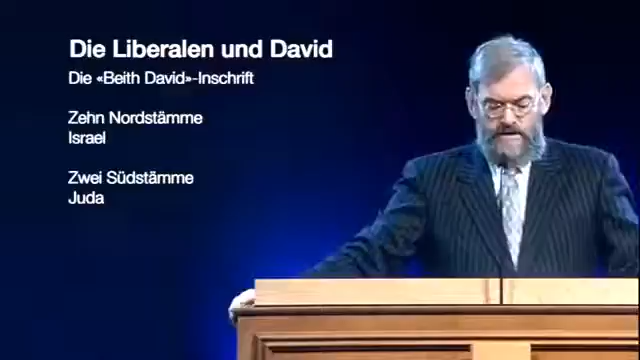 Die Liberalen und David
Die «Beith David»-Inschrift
Zehn Nordstämme
Israel
Zwei Südstämme
Juda